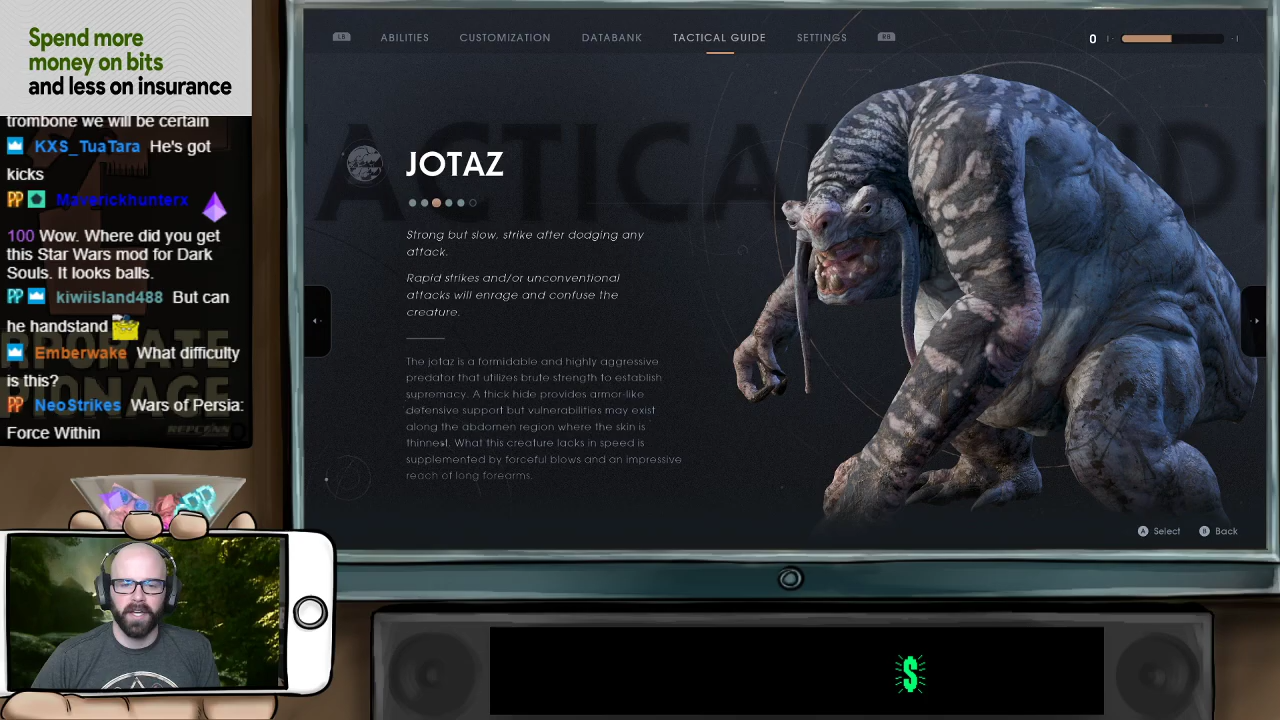 Spend more
money on bits
and less on insurance
trombone we will be certain
KXS_TuaTara He's got
kicks
PP Maverickhunterx
100 Wow. Where did you get
this Star Wars mod for Dark
Souls. It looks balls.
PP kiwiisland488 But can
he handstand
Emberwake What difficulty
is this?
PP NeoStrikes Wars of Persia:
Force Within
LB ABILITIES CUSTOMIZATION DATABANK TACTICAL GUIDE SETTINGS RB 0
JOTAZ
Strong but slow, strike after dodging any
attack.
Rapid strikes and/or unconventional
attacks will enrage and confuse the
creature.
The jotaz is a formidable and highly aggressive
predator that utilizes brute strength to establish
supremacy. A thick hide provides armor-like
defensive support but vulnerabilities may exist
along the abdomen region where the skin is
thinnest. What this creature lacks in speed is
supplemented by forceful blows and an impressive
reach of long forearms.
A Select B Back
$